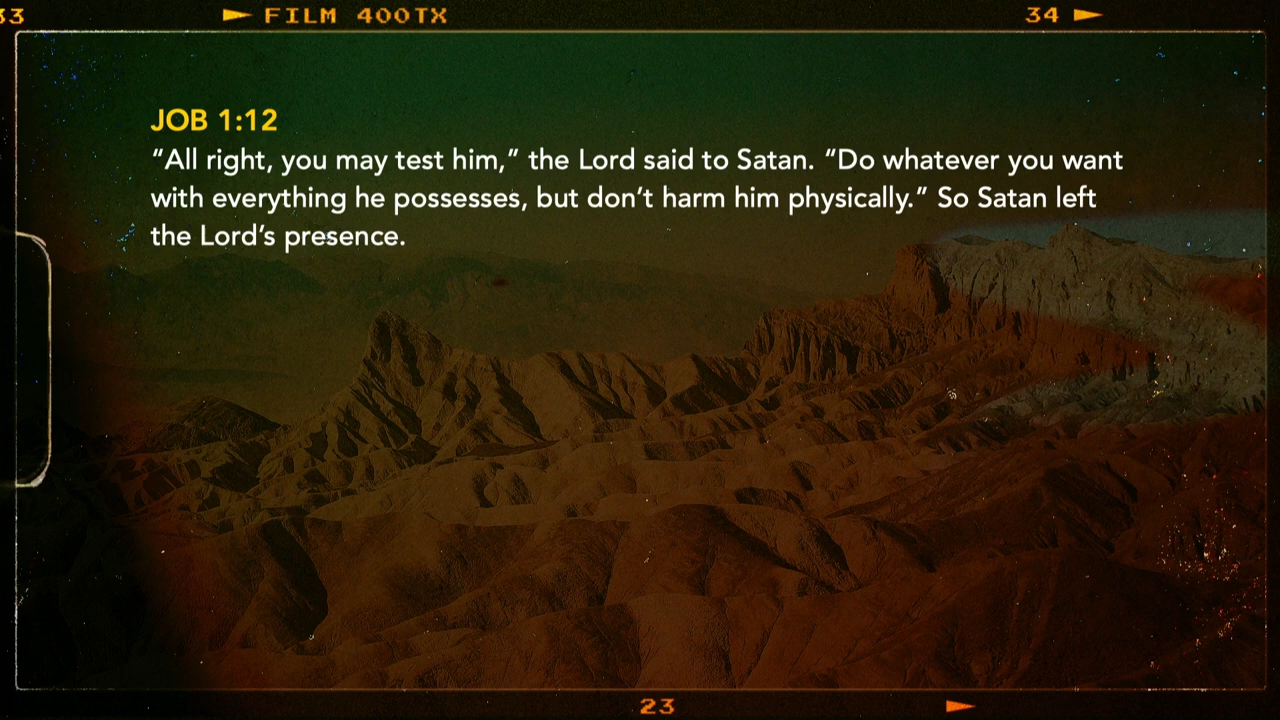 33 FILM 400TX 34
JOB 1:12
“All right, you may test him,” the Lord said to Satan. “Do whatever you want
with everything he possesses, but don’t harm him physically.” So Satan left
the Lord’s presence.
23